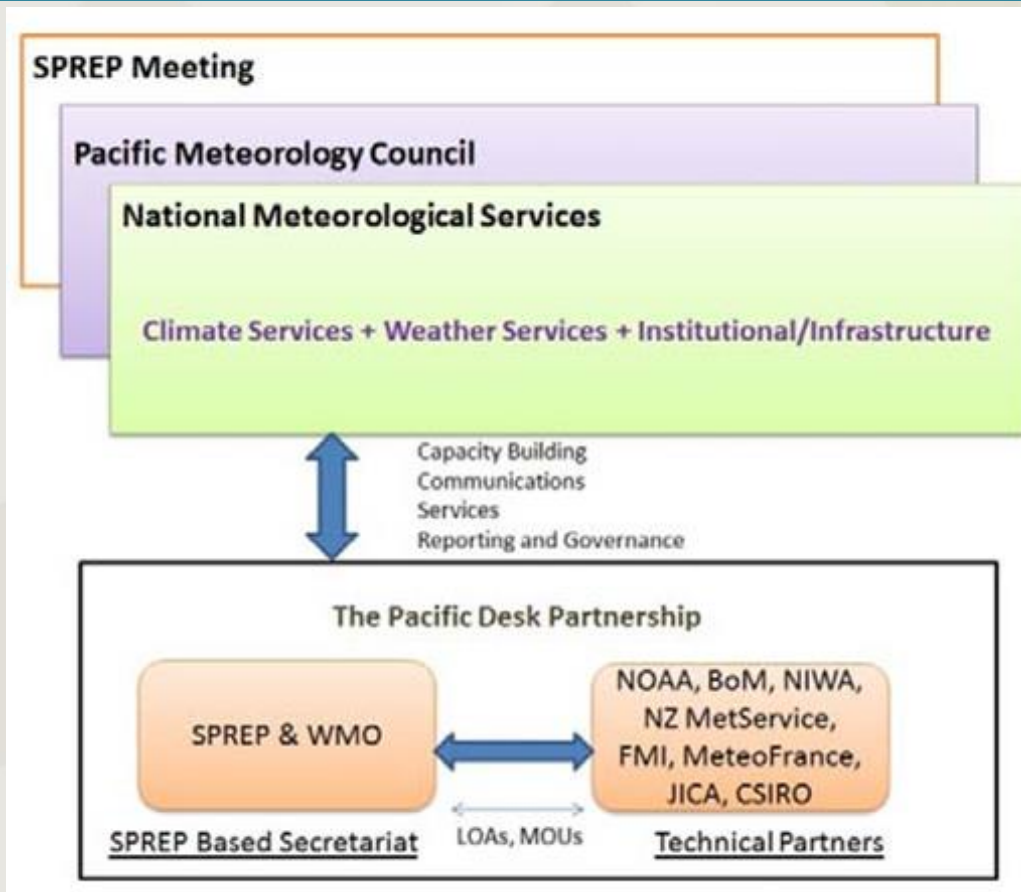 SPREP Meeting
Pacific Meteorology Council
National Meteorological Services
Climate Services + Weather Services + Institutional/Infrastructure
Capacity Building
Communications
Services
Reporting and Governance
The Pacific Desk Partnership
SPREP & WMO
NOAA, BoM, NIWA,
NZ MetService,
FMI, MeteoFrance,
JICA, CSIRO
SPREP Based Secretariat
LOAs, MOUs
Technical Partners